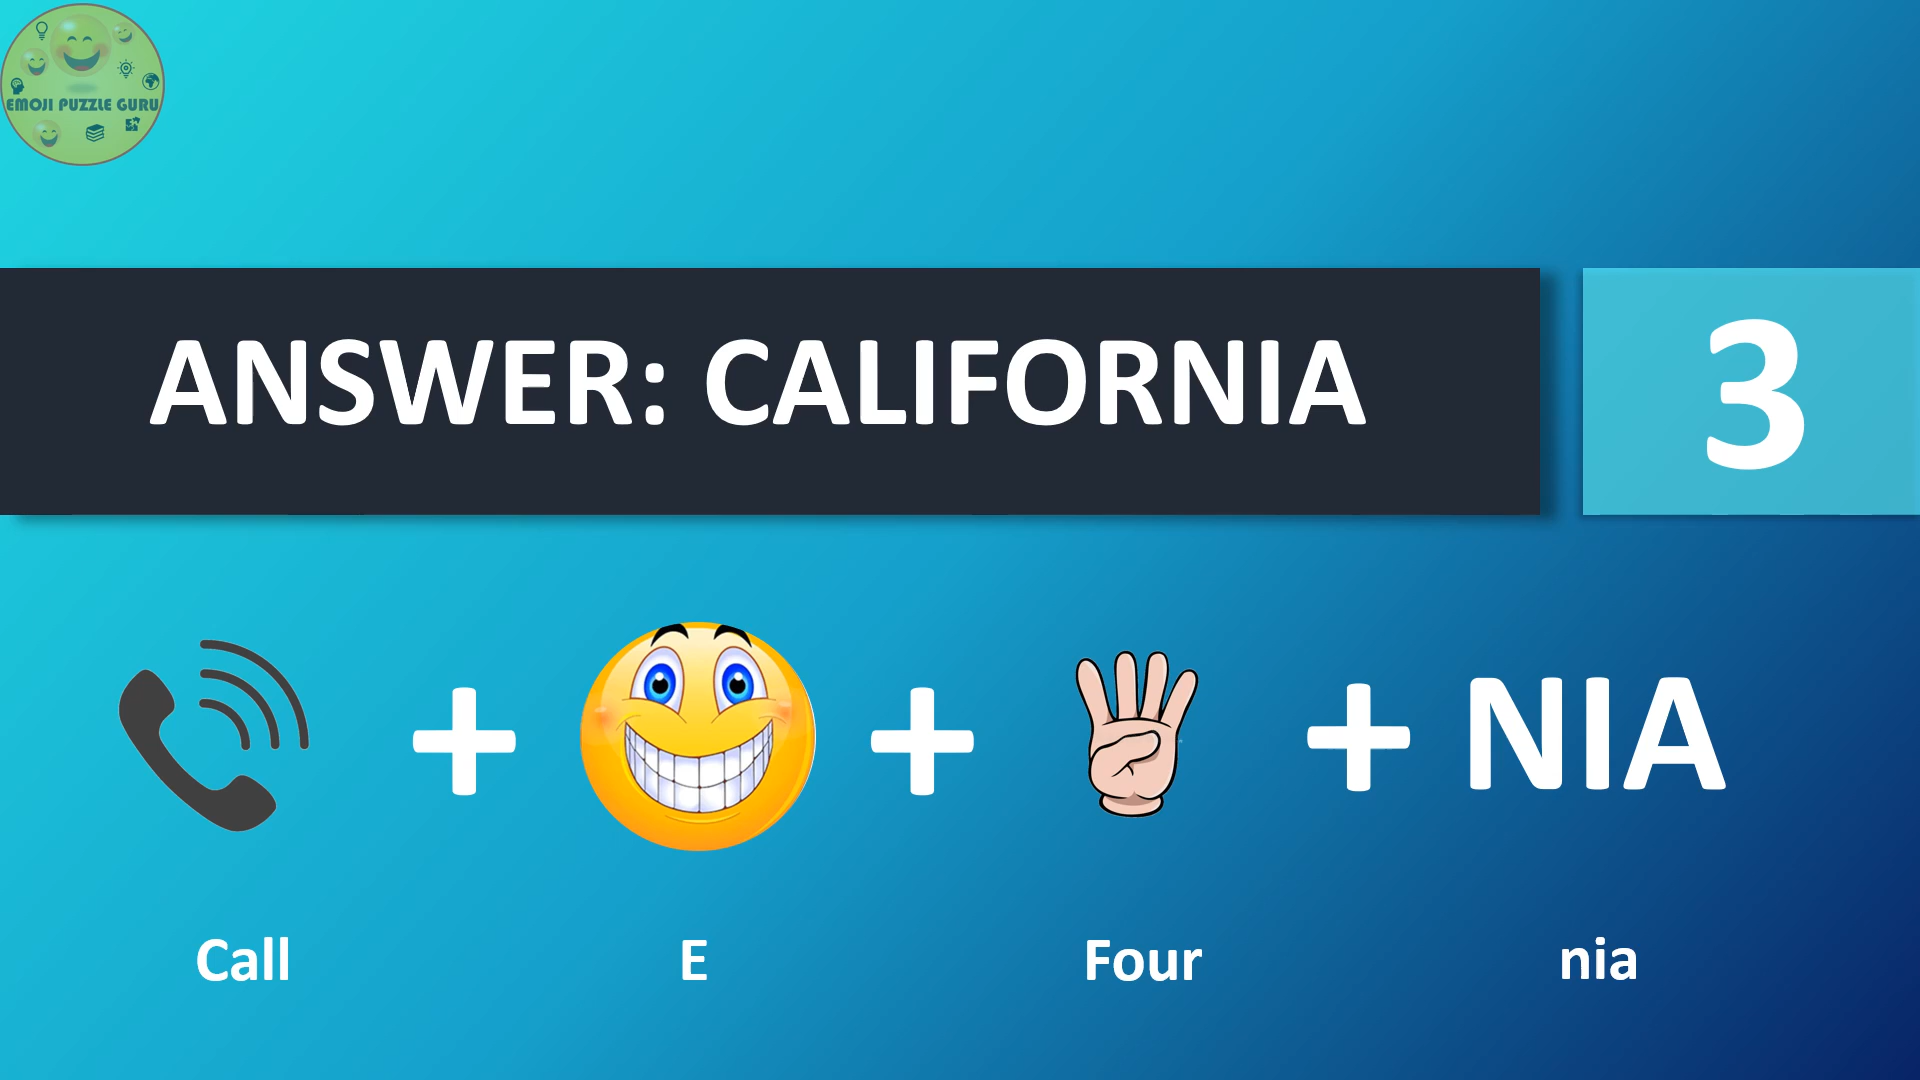 EMOJI PUZZLE GURU
ANSWER: CALIFORNIA
3
+ + + NIA
Call E Four nia